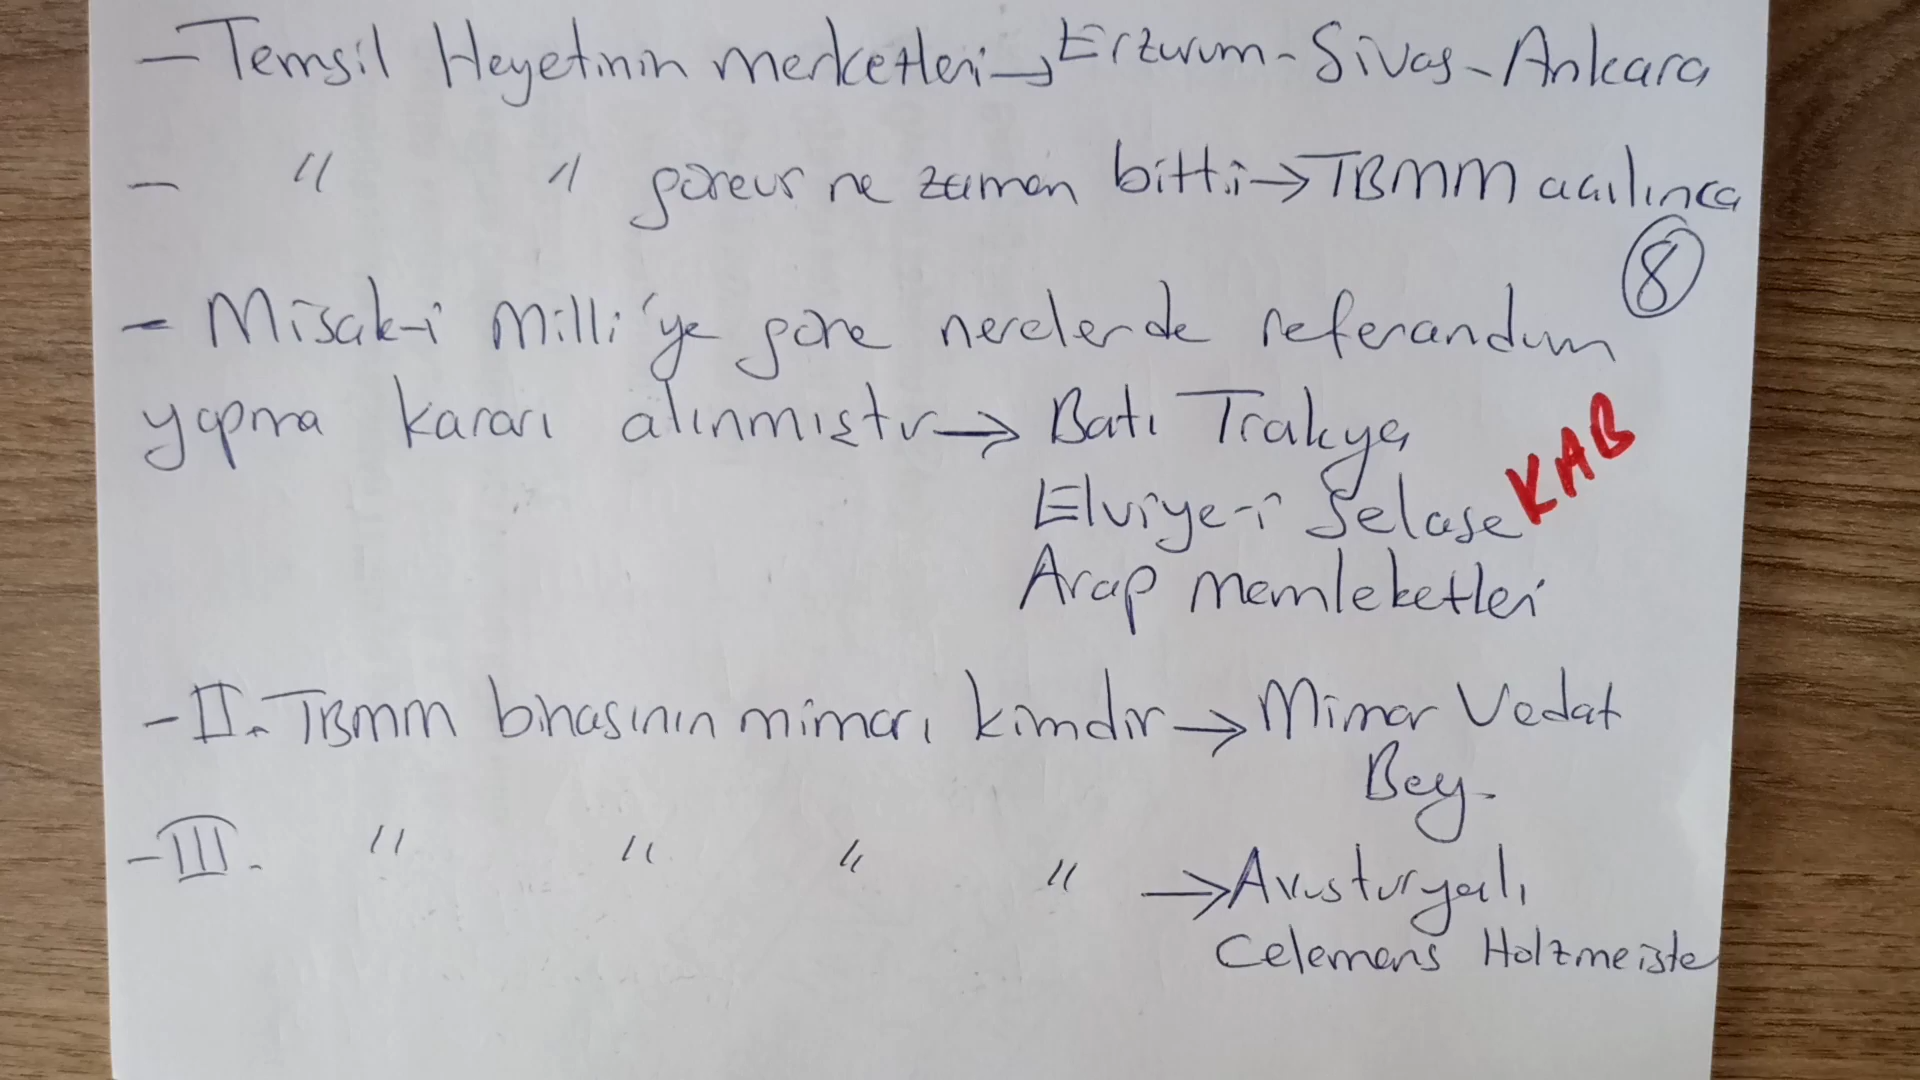 - Temsil Heyetinin merkezleri → Erzurum - Sivas - Ankara
- " " görevi ne zaman bitti → TBMM açılınca
8
- Misak-i Milli'ye göre nerelerde referandum
yapma kararı alınmıştır → Batı Trakya
Elviye-i Selase KAB
Arap memleketleri
- II. TBMM binasının mimarı kimdir → Mimar Vedat
Bey.
- III. " " " " → Avusturyalı
Celemens Holzmeiste